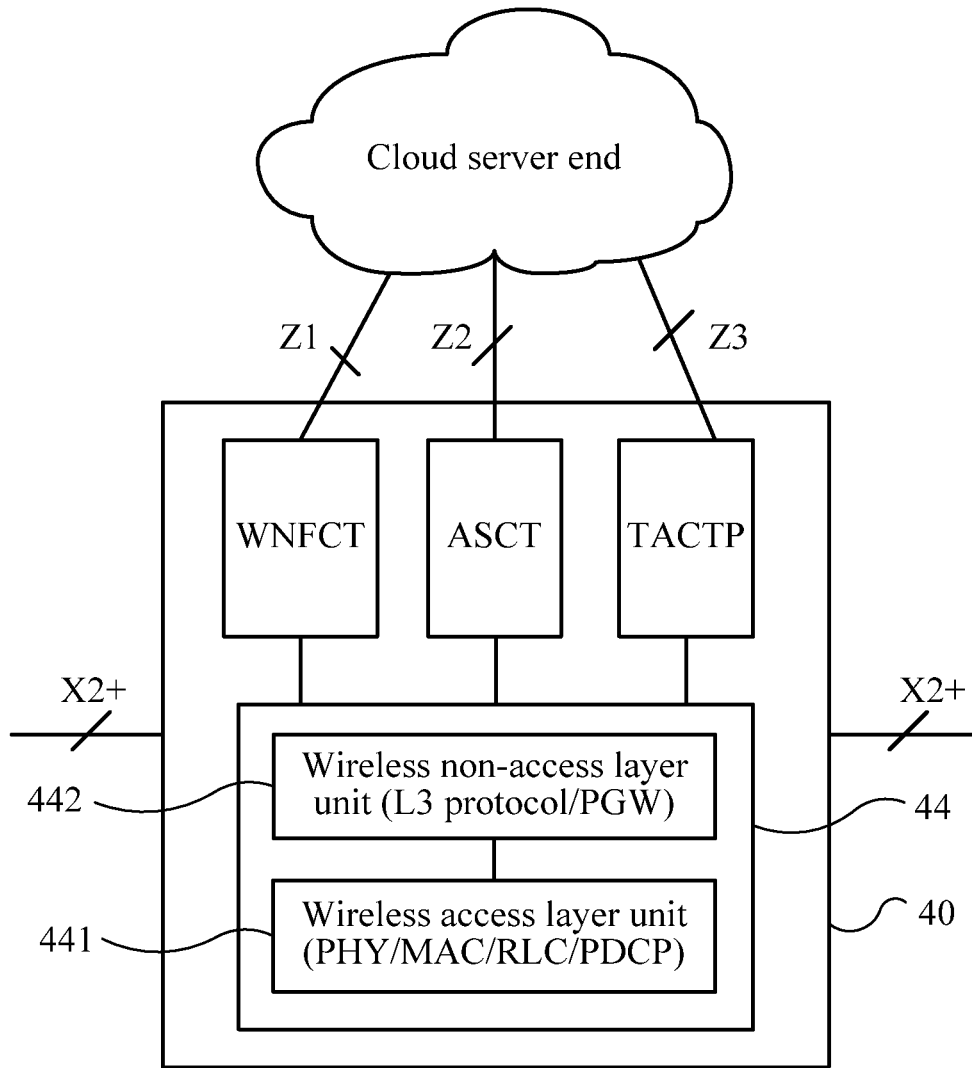 Cloud server end
Z1
Z2
Z3
WNFCT
ASCT
TACTP
X2+
X2+
Wireless non-access layer
unit (L3 protocol/PGW)
442
44
Wireless access layer unit
(PHY/MAC/RLC/PDCP)
441
40